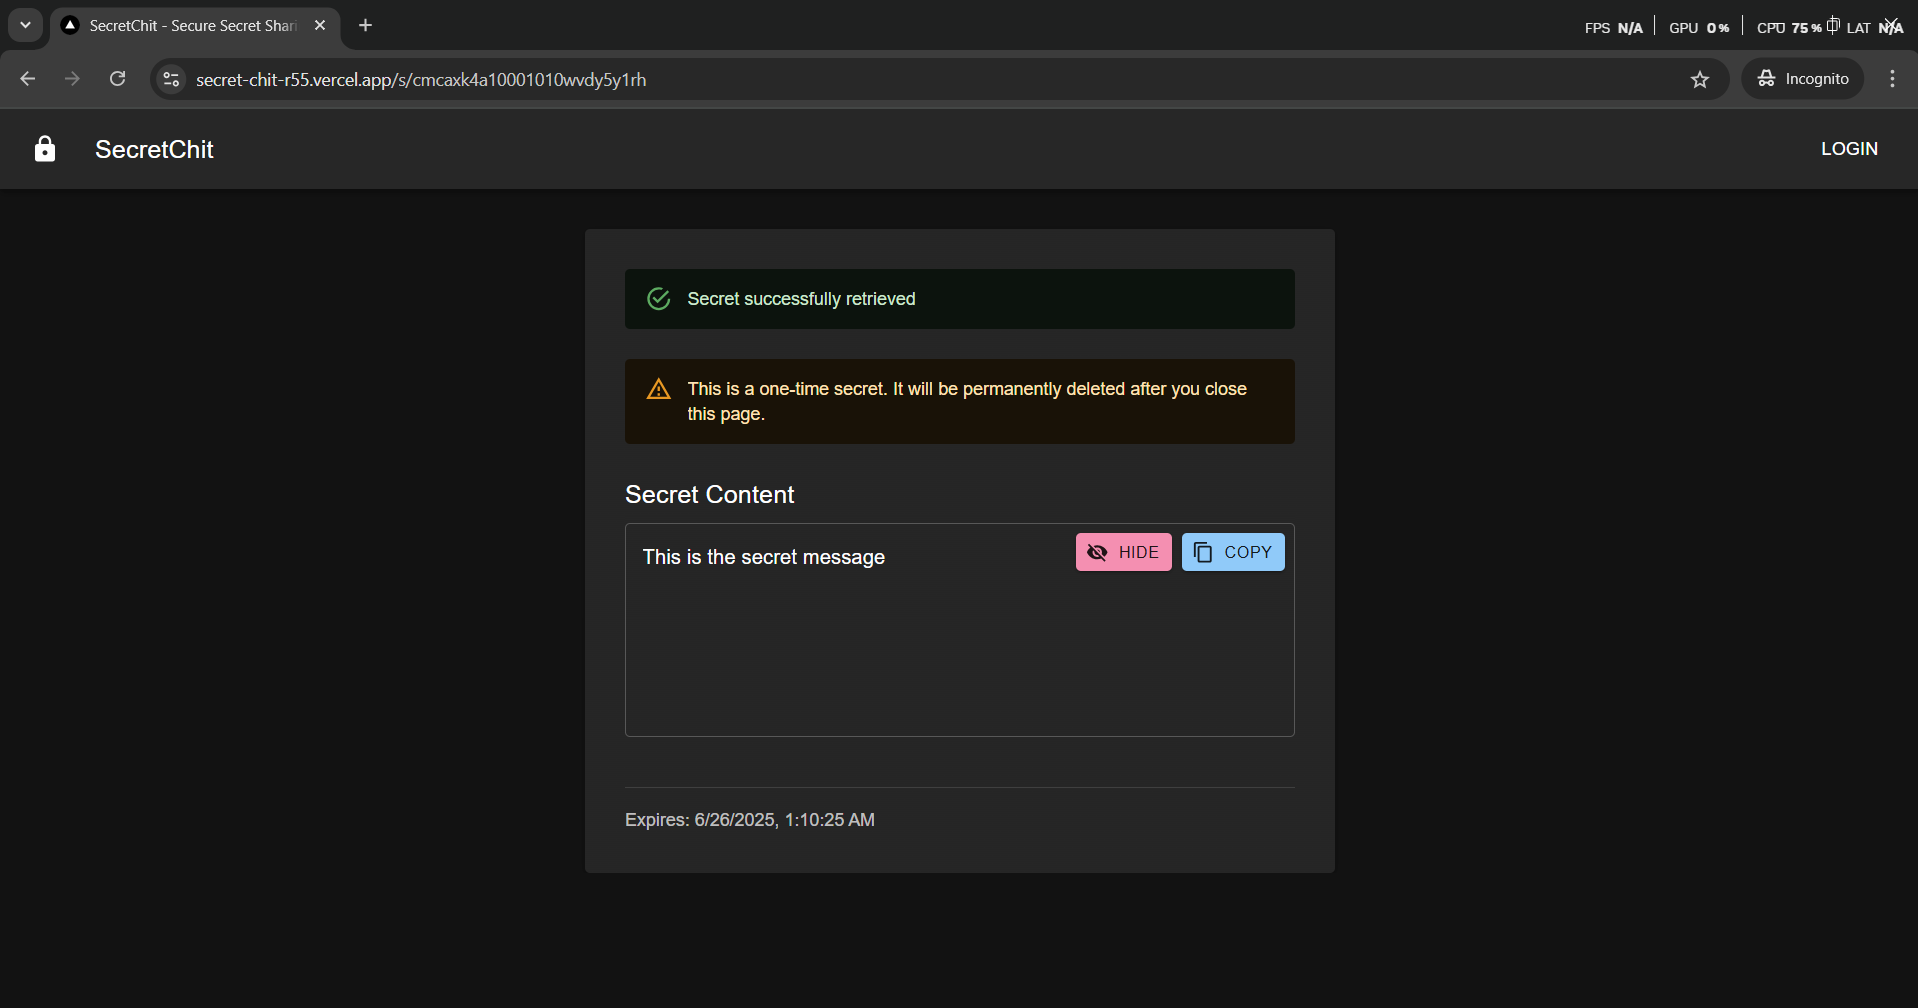 SecretChit - Secure Secret Shari
FPS N/A GPU 0% CPU 75% LAT N/A
secret-chit-r55.vercel.app/s/cmcaxk4a10001010wvdy5y1rh
Incognito
SecretChit
LOGIN
Secret successfully retrieved
This is a one-time secret. It will be permanently deleted after you close
this page.
Secret Content
This is the secret message
HIDE
COPY
Expires: 6/26/2025, 1:10:25 AM